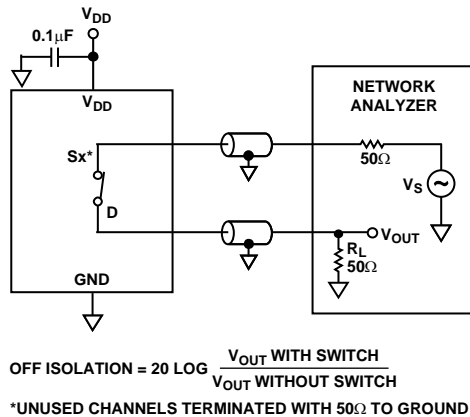 V_DD
0.1µF
V_DD
NETWORK
ANALYZER
Sx*
50Ω
V_S
D
V_OUT
R_L
50Ω
GND
OFF ISOLATION = 20 LOG V_OUT WITH SWITCH / V_OUT WITHOUT SWITCH
*UNUSED CHANNELS TERMINATED WITH 50Ω TO GROUND